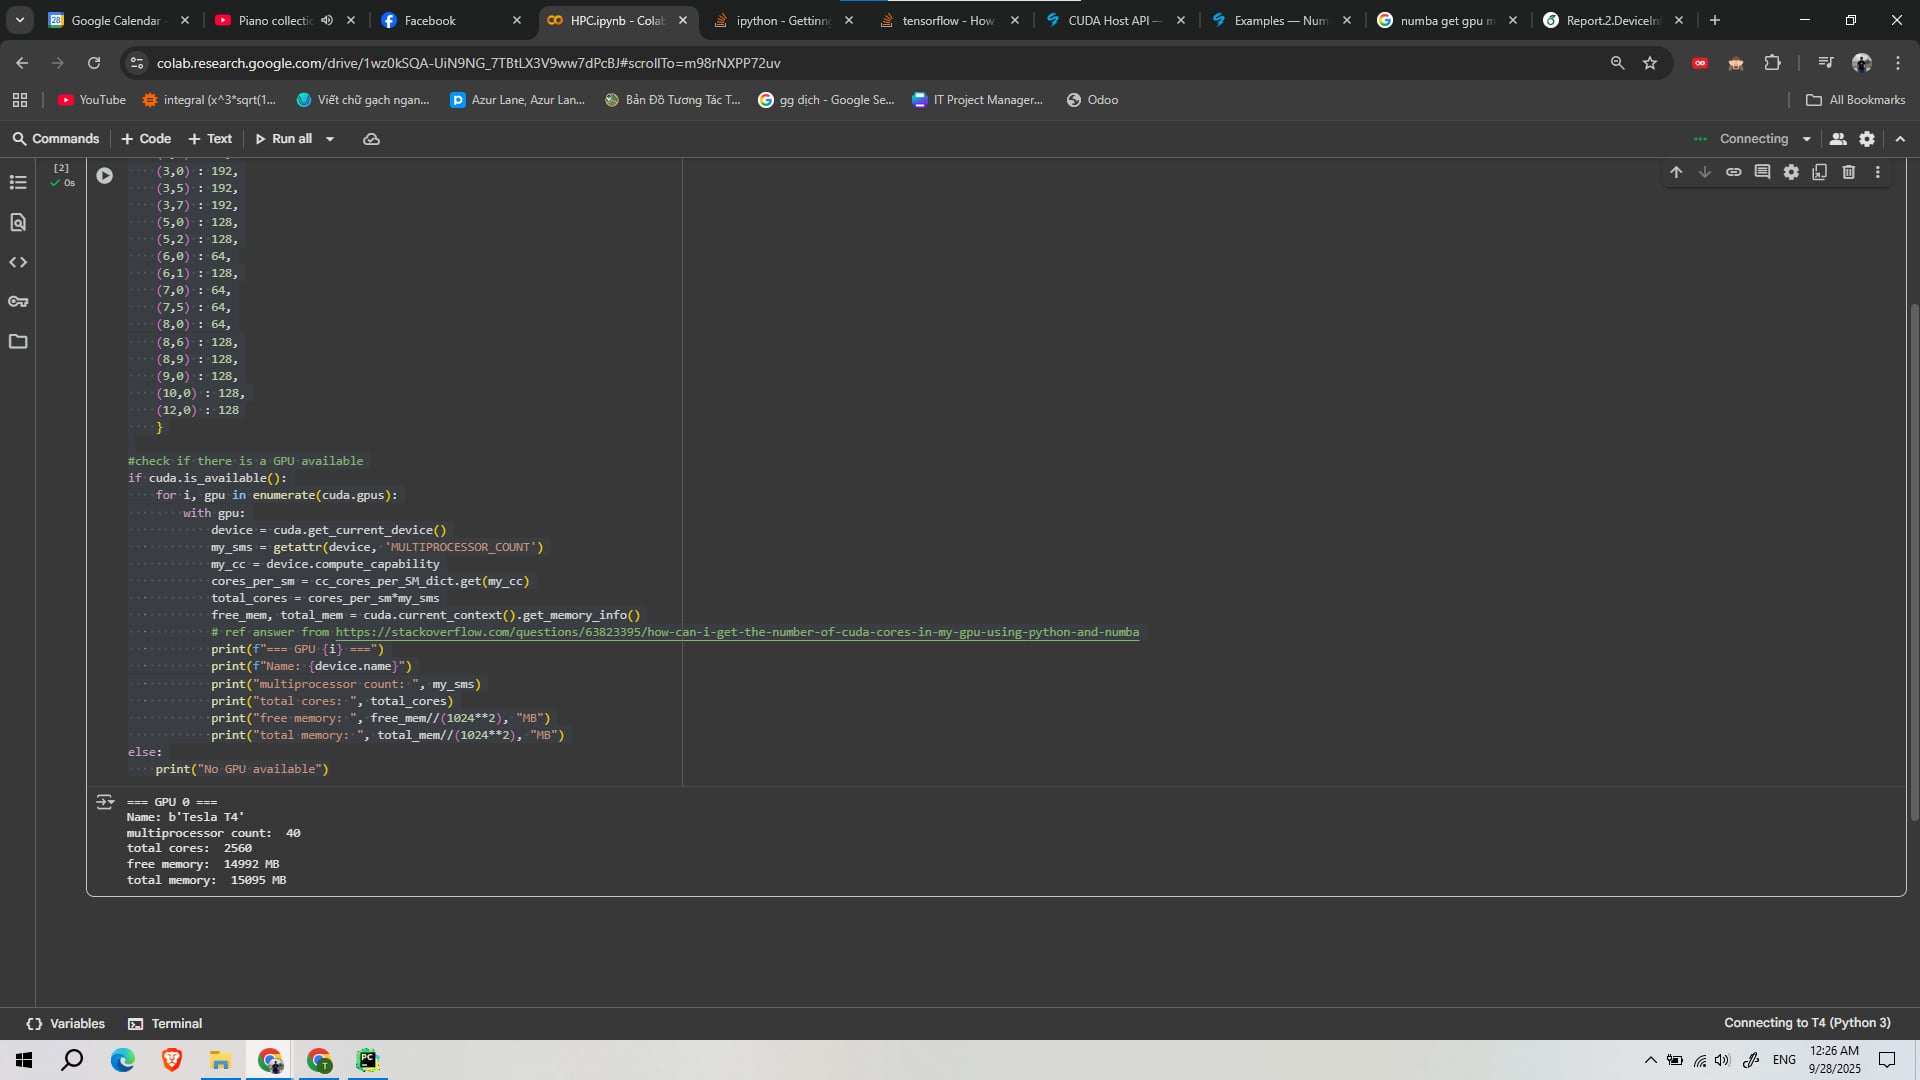 Google Calendar -
Piano collectic
Facebook
HPC.ipynb - Colab
ipython - Gettinng
tensorflow - How
CUDA Host API —
Examples — Num
numba get gpu m
Report.2.DeviceInf
colab.research.google.com/drive/1wz0kSQA-UiN9NG_7TBtLX3V9ww7dPcBJ#scrollTo=m98rNXPP72uv
YouTube
integral (x^3*sqrt(1...
Viết chữ gạch ngan...
Azur Lane, Azur Lan...
Bản Đồ Tương Tác T...
gg dịch - Google Se...
IT Project Manager...
Odoo
All Bookmarks
Commands
+ Code
+ Text
Run all
Connecting
[2]
0s
(3,0) : 192,
(3,5) : 192,
(3,7) : 192,
(5,0) : 128,
(5,2) : 128,
(6,0) : 64,
(6,1) : 128,
(7,0) : 64,
(7,5) : 64,
(8,0) : 64,
(8,6) : 128,
(8,9) : 128,
(9,0) : 128,
(10,0) : 128,
(12,0) : 128
}
#check if there is a GPU available
if cuda.is_available():
for i, gpu in enumerate(cuda.gpus):
with gpu:
device = cuda.get_current_device()
my_sms = getattr(device, 'MULTIPROCESSOR_COUNT')
my_cc = device.compute_capability
cores_per_sm = cc_cores_per_SM_dict.get(my_cc)
total_cores = cores_per_sm*my_sms
free_mem, total_mem = cuda.current_context().get_memory_info()
# ref answer from https://stackoverflow.com/questions/63823395/how-can-i-get-the-number-of-cuda-cores-in-my-gpu-using-python-and-numba
print(f"=== GPU {i} ===")
print(f"Name: {device.name}")
print("multiprocessor count: ", my_sms)
print("total cores: ", total_cores)
print("free memory: ", free_mem//(1024**2), "MB")
print("total memory: ", total_mem//(1024**2), "MB")
else:
print("No GPU available")
=== GPU 0 ===
Name: b'Tesla T4'
multiprocessor count:  40
total cores:  2560
free memory:  14992 MB
total memory:  15095 MB
Variables
Terminal
Connecting to T4 (Python 3)
ENG
12:26 AM
9/28/2025